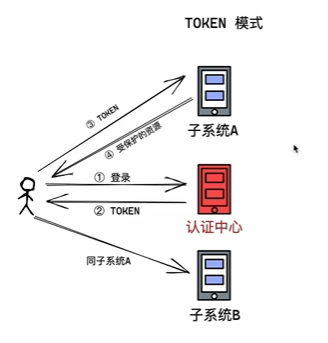 TOKEN 模式
③ TOKEN
④ 受保护的资源
子系统A
① 登录
② TOKEN
认证中心
同子系统A
子系统B